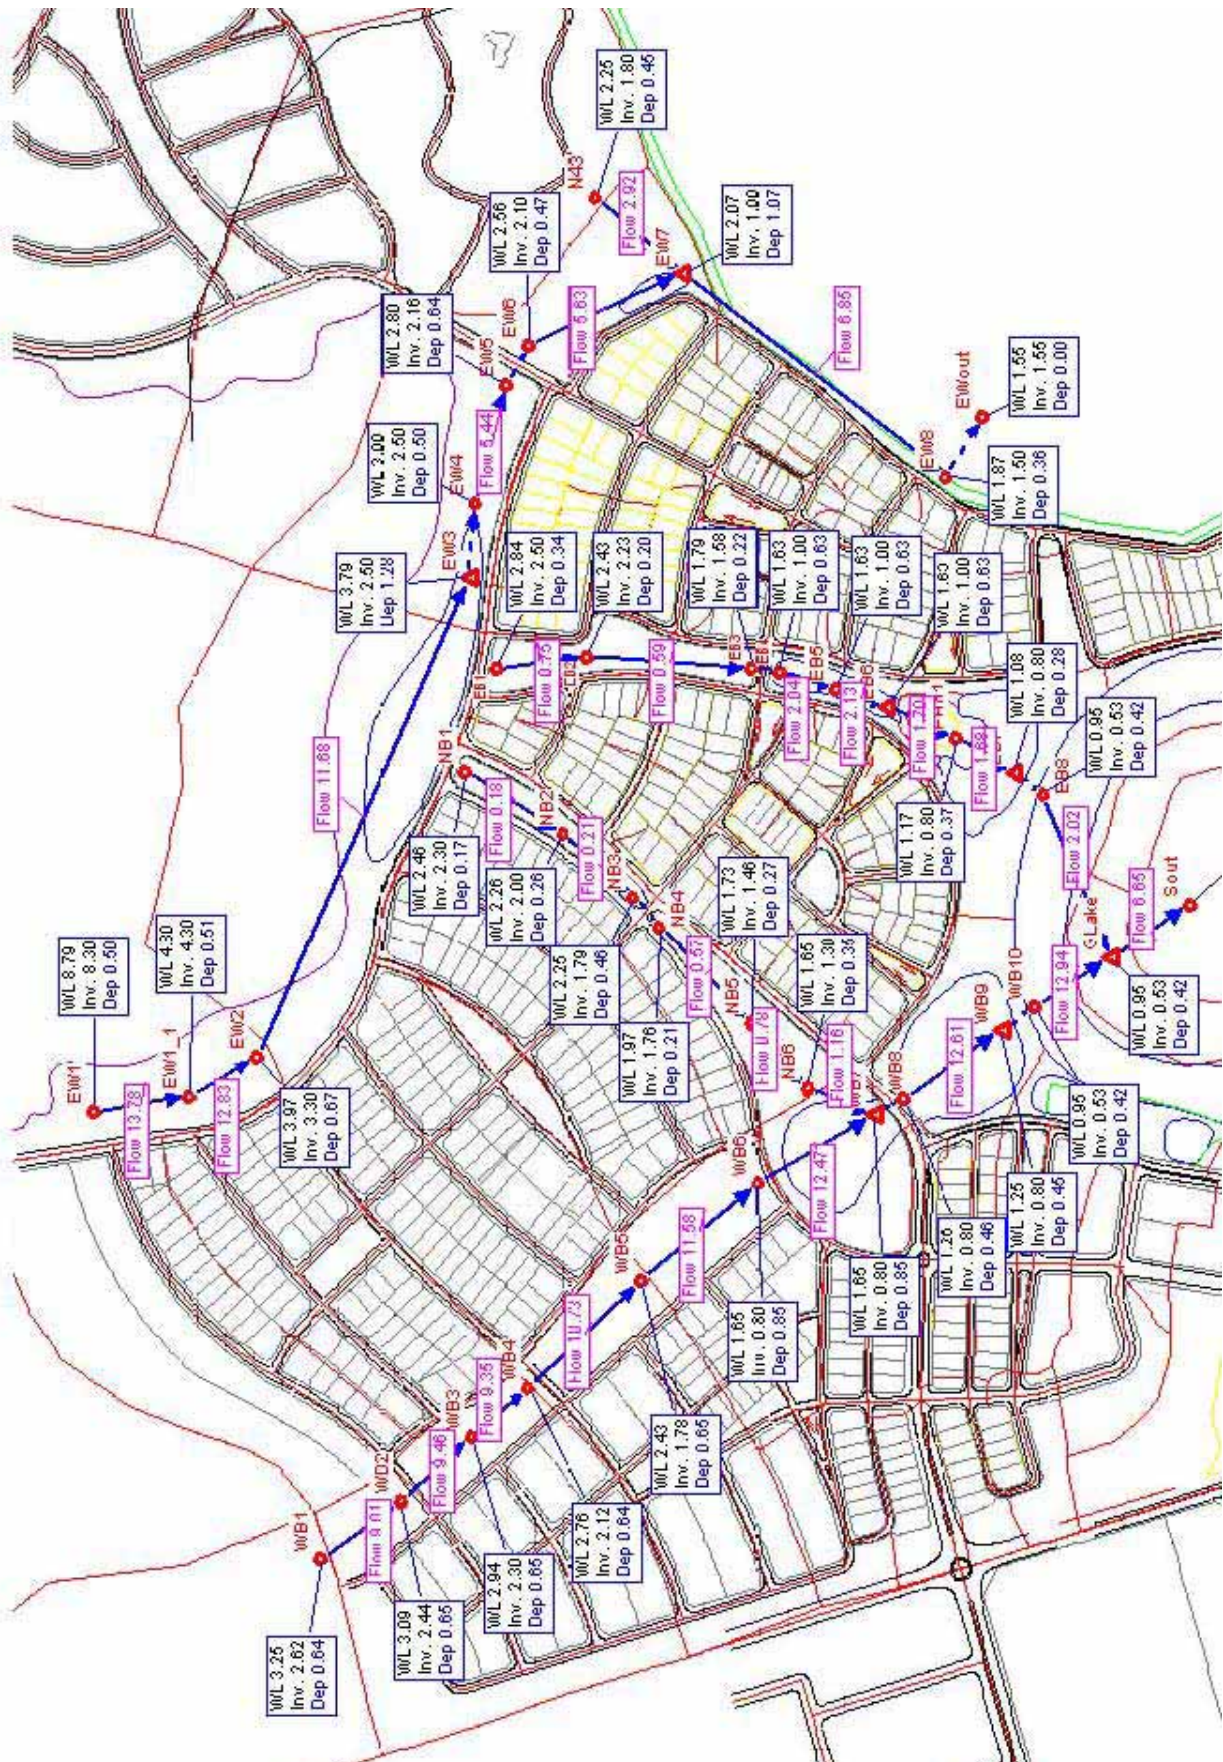 WL 3.25
Inv. 2.62
Dep 0.64
WB1
Flow 9.01
WL 3.09
Inv. 2.44
Dep 0.65
Flow 9.46
WB3
WL 2.94
Inv. 2.30
Dep 0.65
Flow 9.35
WB4
WL 2.76
Inv. 2.12
Dep 0.64
Flow 10.73
WB5
WL 2.43
Inv. 1.78
Dep 0.65
Flow 11.58
WB6
WL 1.65
Inv. 0.80
Dep 0.85
Flow 12.47
WL 1.65
Inv. 0.80
Dep 0.85
WB8
WL 1.26
Inv. 0.80
Dep 0.46
Flow 12.61
WB9
WL 1.25
Inv. 0.80
Dep 0.45
WB10
WL 0.95
Inv. 0.53
Dep 0.42
Flow 12.94
WL 0.95
Inv. 0.53
Dep 0.42
Flow 6.65
Sout
EW1
WL 8.79
Inv. 8.30
Dep 0.50
Flow 13.78
EW1_1
Inv. 4.30
Dep 0.51
Flow 12.83
EW2
WL 3.97
Inv. 3.30
Dep 0.67
Flow 11.68
EW3
WL 3.79
Inv. 2.50
Dep 1.28
EW4
WL 3.00
Inv. 2.50
Dep 0.50
Flow 5.44
EW5
WL 2.80
Inv. 2.16
Dep 0.64
EW6
WL 2.56
Inv. 2.10
Dep 0.47
Flow 5.63
N43
WL 2.25
Inv. 1.80
Dep 0.45
Flow 2.92
EW7
WL 2.07
Inv. 1.00
Dep 1.07
Flow 6.85
EW8
WL 1.87
Inv. 1.50
Dep 0.36
EWout
WL 1.55
Inv. 1.55
Dep 0.00
NB1
WL 2.46
Inv. 2.30
Dep 0.17
Flow 0.18
NB2
WL 2.26
Inv. 2.00
Dep 0.26
Flow 0.21
NB3
WL 2.25
Inv. 1.79
Dep 0.46
NB4
WL 1.97
Inv. 1.76
Dep 0.21
Flow 0.57
NB5
WL 1.73
Inv. 1.46
Dep 0.27
Flow 0.78
NB6
WL 1.65
Inv. 1.30
Dep 0.35
Flow 1.16
EB1
WL 2.84
Inv. 2.50
Dep 0.34
Flow 0.75
WL 2.43
Inv. 2.23
Dep 0.20
Flow 0.59
EB3
WL 1.79
Inv. 1.58
Dep 0.22
WL 1.63
Inv. 1.00
Dep 0.63
Flow 2.04
EB5
WL 1.63
Inv. 1.00
Dep 0.63
Flow 2.13
EB6
WL 1.63
Inv. 1.00
Dep 0.63
Flow 1.70
WL 1.17
Inv. 0.80
Dep 0.37
Flow 1.68
WL 1.08
Inv. 0.80
Dep 0.28
EB8
WL 0.95
Inv. 0.53
Dep 0.42
Flow 2.02